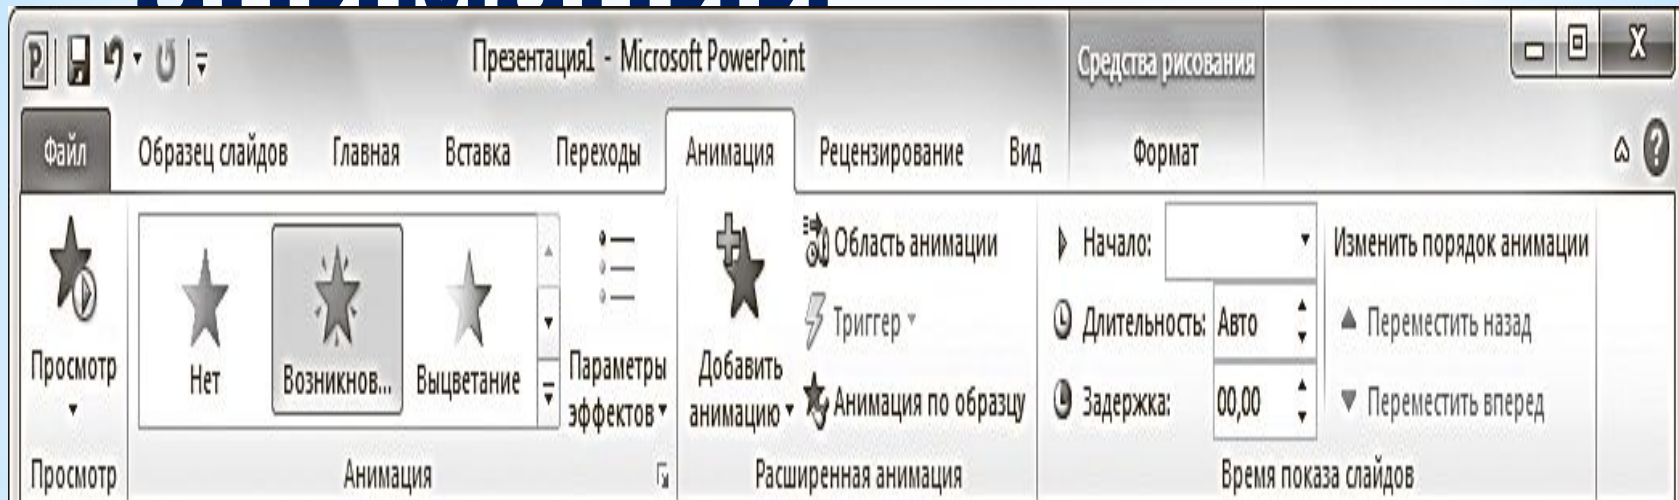 анимации
Презентация1 - Microsoft PowerPoint
Средства рисования
Файл Образец слайдов Главная Вставка Переходы Анимация Рецензирование Вид Формат
Просмотр
Нет Возникнов... Выцветание
Параметры эффектов
Добавить анимацию
Область анимации
Триггер
Анимация по образцу
Начало:
Длительность: Авто
Задержка: 00,00
Изменить порядок анимации
Переместить назад
Переместить вперед
Просмотр Анимация Расширенная анимация Время показа слайдов